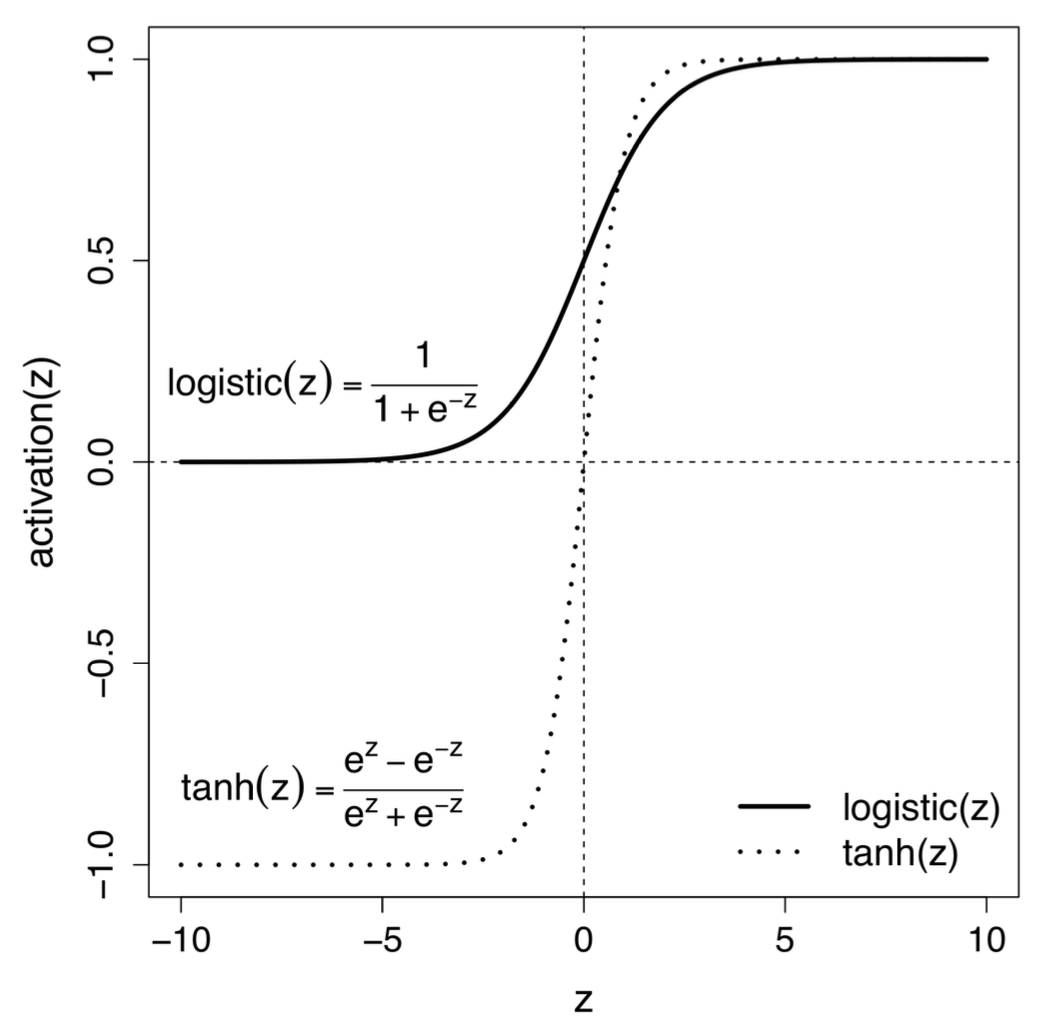 1.0
0.5
0.0
−0.5
−1.0
activation(z)
logistic(z) = 1 / (1 + e^−z)
tanh(z) = (e^z − e^−z) / (e^z + e^−z)
logistic(z)
tanh(z)
−10 −5 0 5 10
z